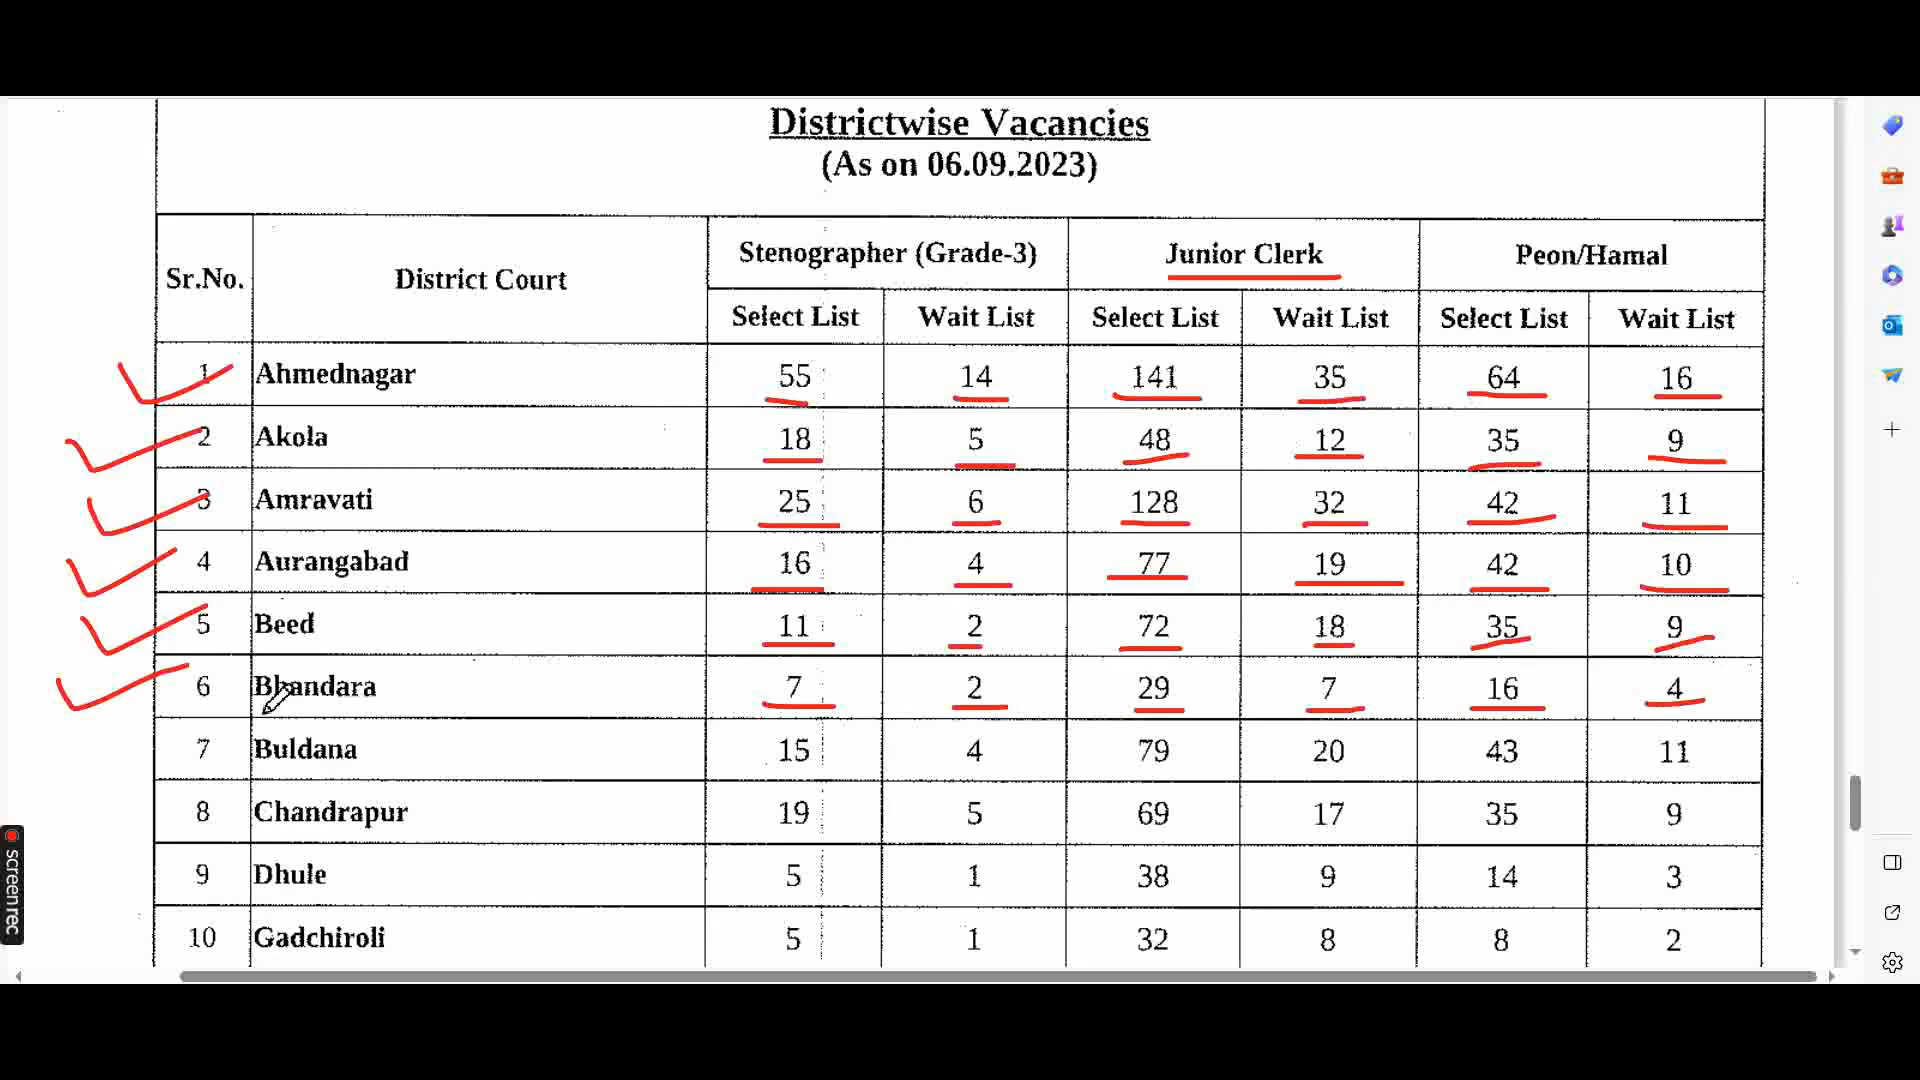 Districtwise Vacancies
(As on 06.09.2023)
Sr.No. District Court Stenographer (Grade-3) Junior Clerk Peon/Hamal
Select List Wait List Select List Wait List Select List Wait List
1 Ahmednagar 55 14 141 35 64 16
2 Akola 18 5 48 12 35 9
3 Amravati 25 6 128 32 42 11
4 Aurangabad 16 4 77 19 42 10
5 Beed 11 2 72 18 35 9
6 Bhandara 7 2 29 7 16 4
7 Buldana 15 4 79 20 43 11
8 Chandrapur 19 5 69 17 35 9
9 Dhule 5 1 38 9 14 3
10 Gadchiroli 5 1 32 8 8 2
screenrec